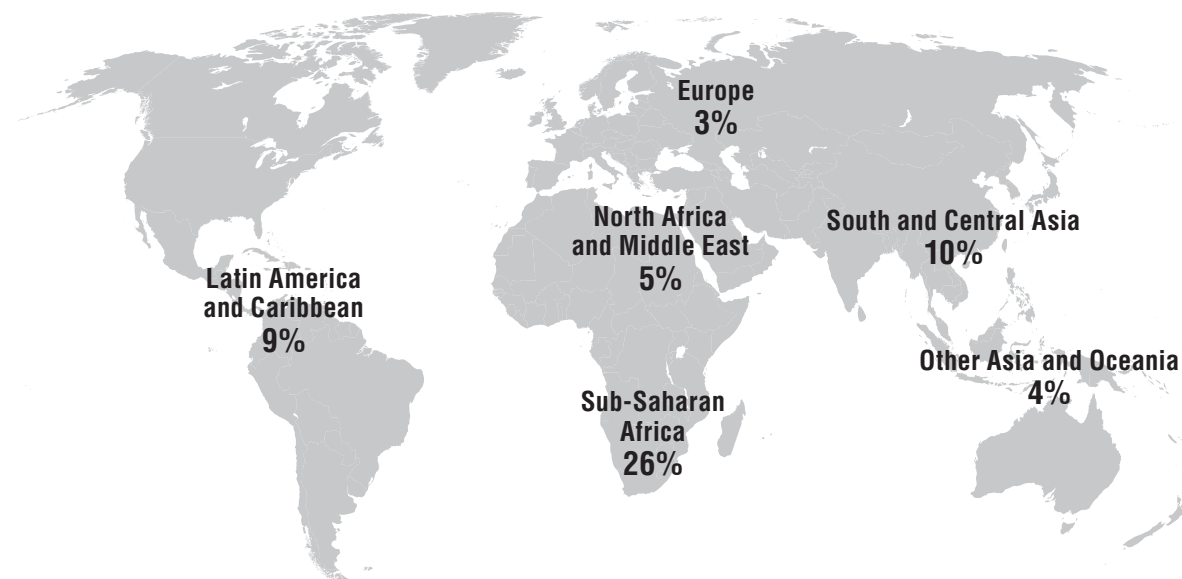 Europe
3%
North Africa
and Middle East
5%
South and Central Asia
10%
Latin America
and Caribbean
9%
Other Asia and Oceania
4%
Sub-Saharan
Africa
26%